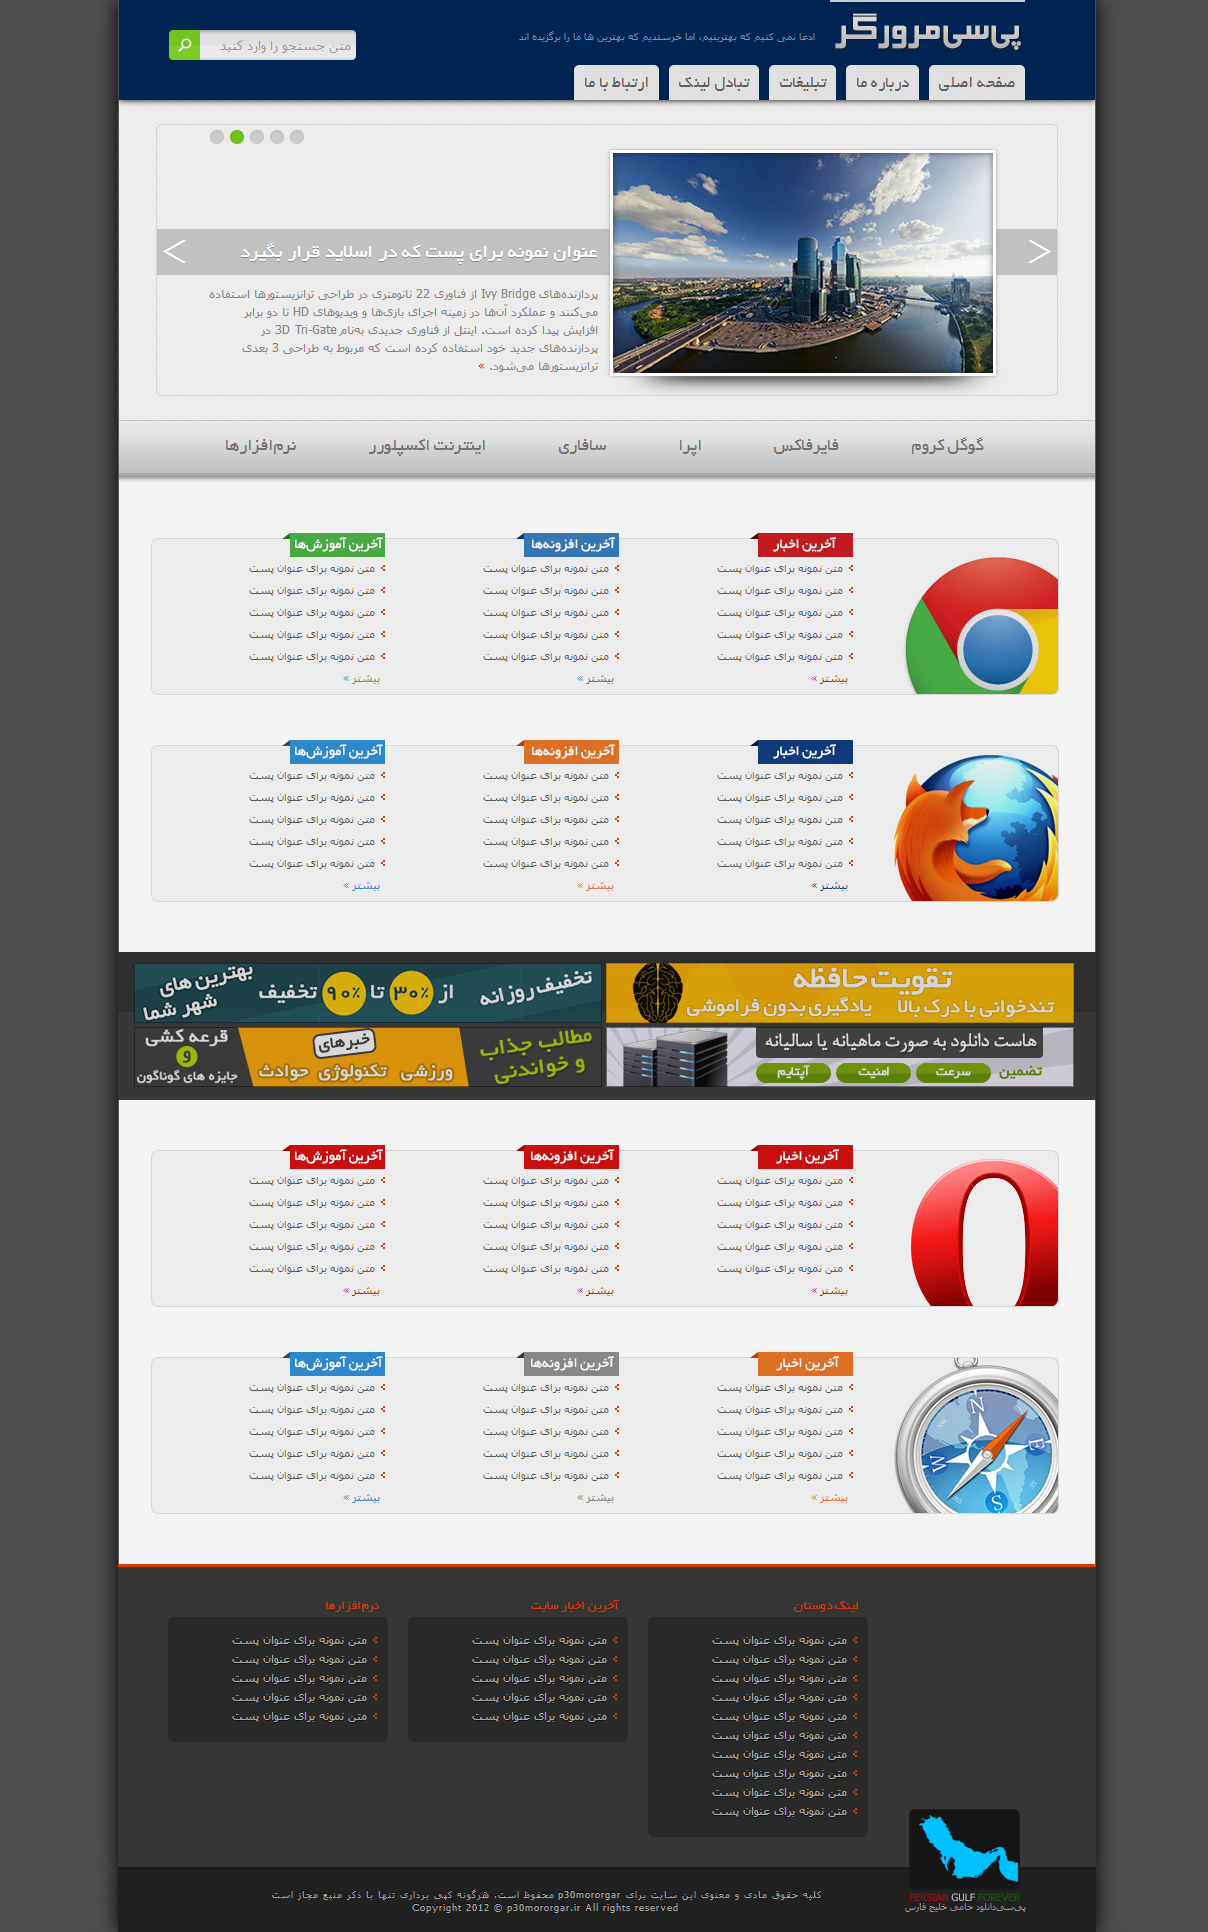 پی‌سی‌مرورگر
ادعا نمی کنیم که بهترینیم، اما خرسندیم که بهترین ها ما را برگزیده اند
متن جستجو را وارد کنید
صفحه اصلی
درباره ما
تبلیغات
تبادل لینک
ارتباط با ما
عنوان نمونه برای پست که در اسلاید قرار بگیرد
پردازنده‌های Ivy Bridge از فناوری 22 نانومتری در طراحی ترانزیستورها استفاده
می‌کنند و عملکرد آن‌ها در زمینه اجرای بازی‌ها و ویدیوهای HD تا دو برابر
افزایش پیدا کرده است. اینتل از فناوری جدیدی به‌نام 3D Tri-Gate در
پردازنده‌های جدید خود استفاده کرده است که مربوط به طراحی 3 بعدی
ترانزیستورها می‌شود. »
گوگل کروم
فایرفاکس
اپرا
سافاری
اینترنت اکسپلورر
نرم‌افزارها
آخرین اخبار
متن نمونه برای عنوان پست
متن نمونه برای عنوان پست
متن نمونه برای عنوان پست
متن نمونه برای عنوان پست
متن نمونه برای عنوان پست
بیشتر »
آخرین افزونه‌ها
متن نمونه برای عنوان پست
متن نمونه برای عنوان پست
متن نمونه برای عنوان پست
متن نمونه برای عنوان پست
متن نمونه برای عنوان پست
بیشتر »
آخرین آموزش‌ها
متن نمونه برای عنوان پست
متن نمونه برای عنوان پست
متن نمونه برای عنوان پست
متن نمونه برای عنوان پست
متن نمونه برای عنوان پست
بیشتر »
آخرین اخبار
متن نمونه برای عنوان پست
متن نمونه برای عنوان پست
متن نمونه برای عنوان پست
متن نمونه برای عنوان پست
متن نمونه برای عنوان پست
بیشتر »
آخرین افزونه‌ها
متن نمونه برای عنوان پست
متن نمونه برای عنوان پست
متن نمونه برای عنوان پست
متن نمونه برای عنوان پست
متن نمونه برای عنوان پست
بیشتر »
آخرین آموزش‌ها
متن نمونه برای عنوان پست
متن نمونه برای عنوان پست
متن نمونه برای عنوان پست
متن نمونه برای عنوان پست
متن نمونه برای عنوان پست
بیشتر »
تقویت حافظه
تندخوانی با درک بالا یادگیری بدون فراموشی
تخفیف روزانه
از ۳۰٪ تا ۹۰٪ تخفیف
بهترین های
شهر شما
هاست دانلود به صورت ماهیانه یا سالیانه
تضمین سرعت امنیت آپتایم
مطالب جذاب
و خواندنی
خبرهای
ورزشی تکنولوژی حوادث
قرعه کشی
و
جایزه های گوناگون
آخرین اخبار
متن نمونه برای عنوان پست
متن نمونه برای عنوان پست
متن نمونه برای عنوان پست
متن نمونه برای عنوان پست
متن نمونه برای عنوان پست
بیشتر »
آخرین افزونه‌ها
متن نمونه برای عنوان پست
متن نمونه برای عنوان پست
متن نمونه برای عنوان پست
متن نمونه برای عنوان پست
متن نمونه برای عنوان پست
بیشتر »
آخرین آموزش‌ها
متن نمونه برای عنوان پست
متن نمونه برای عنوان پست
متن نمونه برای عنوان پست
متن نمونه برای عنوان پست
متن نمونه برای عنوان پست
بیشتر »
N
NE
E
SE
S
SW
W
NW
آخرین اخبار
متن نمونه برای عنوان پست
متن نمونه برای عنوان پست
متن نمونه برای عنوان پست
متن نمونه برای عنوان پست
متن نمونه برای عنوان پست
بیشتر »
آخرین افزونه‌ها
متن نمونه برای عنوان پست
متن نمونه برای عنوان پست
متن نمونه برای عنوان پست
متن نمونه برای عنوان پست
متن نمونه برای عنوان پست
بیشتر »
آخرین آموزش‌ها
متن نمونه برای عنوان پست
متن نمونه برای عنوان پست
متن نمونه برای عنوان پست
متن نمونه برای عنوان پست
متن نمونه برای عنوان پست
بیشتر »
لینک دوستان
متن نمونه برای عنوان پست
متن نمونه برای عنوان پست
متن نمونه برای عنوان پست
متن نمونه برای عنوان پست
متن نمونه برای عنوان پست
متن نمونه برای عنوان پست
متن نمونه برای عنوان پست
متن نمونه برای عنوان پست
متن نمونه برای عنوان پست
متن نمونه برای عنوان پست
آخرین اخبار سایت
متن نمونه برای عنوان پست
متن نمونه برای عنوان پست
متن نمونه برای عنوان پست
متن نمونه برای عنوان پست
متن نمونه برای عنوان پست
نرم‌افزارها
متن نمونه برای عنوان پست
متن نمونه برای عنوان پست
متن نمونه برای عنوان پست
متن نمونه برای عنوان پست
متن نمونه برای عنوان پست
PERSIAN GULF FOREVER
پی‌سی‌دانلود حامی خلیج فارس
کلیه حقوق مادی و معنوی این سایت برای p30mororgar محفوظ است. هرگونه کپی برداری تنها با ذکر منبع مجاز است
Copyright 2012 © p30mororgar.ir All rights reserved